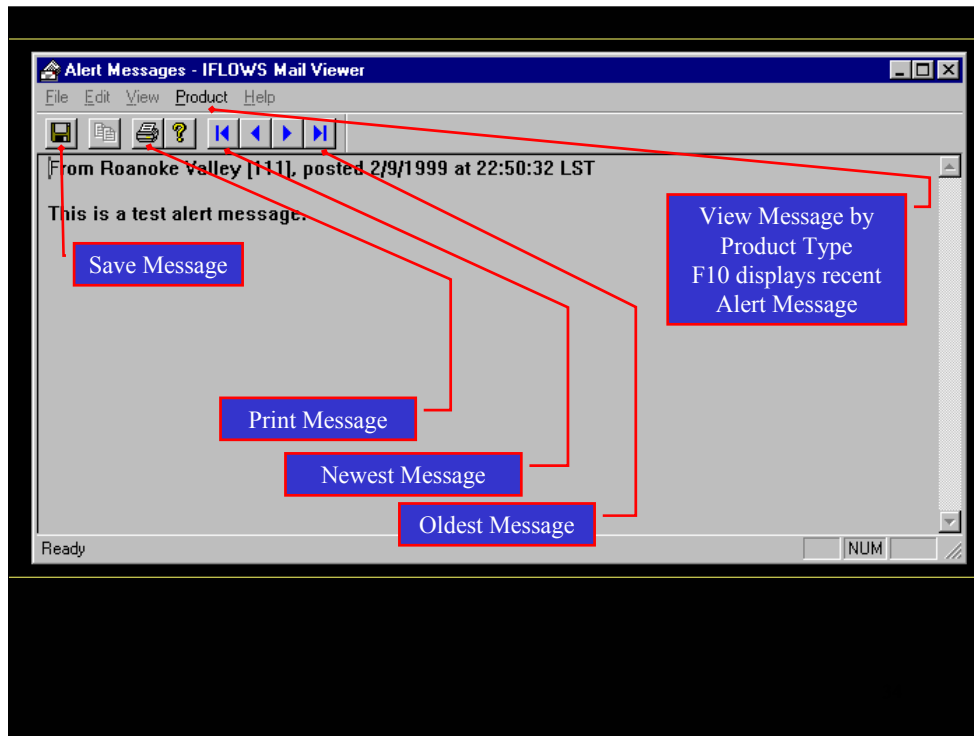 Alert Messages - IFLOWS Mail Viewer
File Edit View Product Help
From Roanoke Valley [111], posted 2/9/1999 at 22:50:32 LST
This is a test alert message.
View Message by
Product Type
F10 displays recent
Alert Message
Save Message
Print Message
Newest Message
Oldest Message
Ready NUM